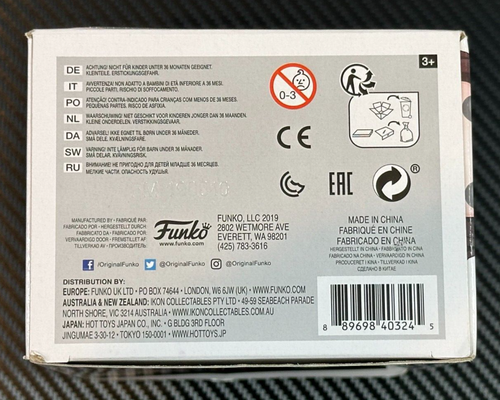 DE ACHTUNG! NICHT FÜR KINDER UNTER 36 MONATEN GEEIGNET.
KLEINTEILE, ERSTICKUNGSGEFAHR.
IT AVVERTENZA! NON ADATTO A BAMBINI DI ETÀ INFERIORE A 36 MESI.
PICCOLE PARTI, RISCHIO DI SOFFOCAMENTO.
PO ATENÇÃO! CONTRA-INDICADO PARA CRIANÇAS COM MENOS DE 36 MESES.
PEQUENAS PARTES, RISCO DE ASFIXIA.
NL WAARSCHUWING! NIET GESCHIKT VOOR KINDEREN JONGER DAN 36 MAANDEN.
KLEINE ONDERDELEN. VERSTIKKINGSGEVAAR.
DA ADVARSEL! IKKE EGNET TIL BØRN UNDER 36 MÅNEDER.
SMÅ DELE. KVÆLNINGSFARE.
SW VARNING! INTE LÄMPLIG FÖR BARN UNDER 36 MÅNADER.
SMÅ DELAR, KVÄVNINGSRISK.
RU ВНИМАНИЕ! НЕ ПРИГОДНО ДЛЯ ДЕТЕЙ МЛАДШЕ 36 МЕСЯЦЕВ.
МЕЛКИЕ ЧАСТИ, ОПАСНОСТЬ УДУШЬЯ.
0-3
3+
CE
EAC
MANUFACTURED BY • FABRIQUÉ PAR
FABRICADO POR • HERGESTELLT DURCH
FABBRICATO DA • FABRICADO POR
VERVAARDIGD DOOR • FREMSTILLET AF
TILLVERKAD AV •
Funko
www.funko.com
FUNKO, LLC 2019
2802 WETMORE AVE
EVERETT, WA 98201
(425) 783-3616
/OriginalFunko @OriginalFunko @OriginalFunko
MADE IN CHINA
FABRIQUÉ EN CHINE
FABRICADO EN CHINA
HERGESTELLT IN CHINA • FABBRICATO IN CINA
FABRICADO NA CHINA • VERVAARDIGD IN CHINA
PRODUCERET I KINA • TILLVERKAD I KINA
СДЕЛАНО В КИТАЕ
DISTRIBUTION BY:
EUROPE: FUNKO UK LTD • PO BOX 74644 • LONDON, W6 6JW (UK) • WWW.FUNKO.COM
AUSTRALIA & NEW ZEALAND: IKON COLLECTABLES PTY LTD • 49-59 SEABEACH PARADE
NORTH SHORE, VIC 3214 AUSTRALIA • WWW.IKONCOLLECTABLES.COM.AU
JAPAN: HOT TOYS JAPAN CO., INC. • G BLDG 3RD FLOOR
JINGUMAE 3-30-12 • TOKYO 150-0001 • WWW.HOTTOYS.JP
8 89698 40324 5